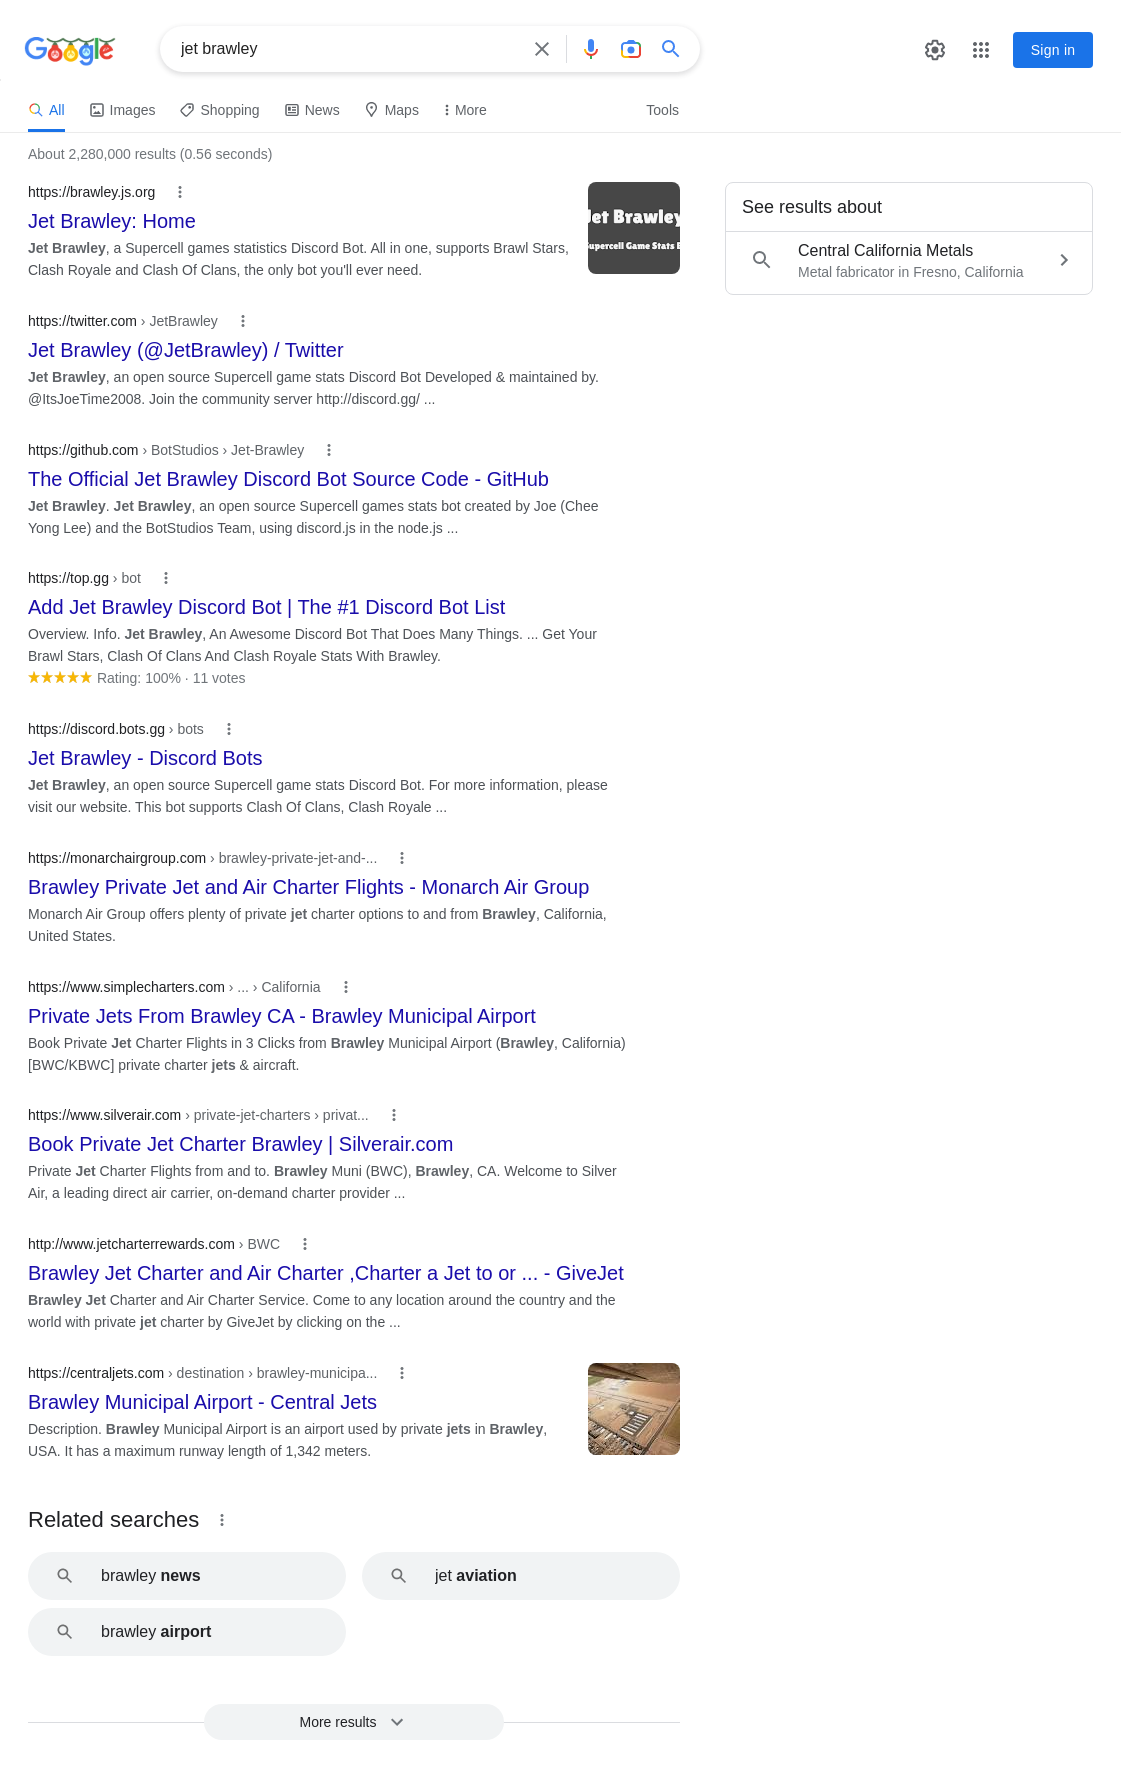 Google
jet brawley
Sign in
All
Images
Shopping
News
Maps
More
Tools
About 2,280,000 results (0.56 seconds)
https://brawley.js.org
Jet Brawley: Home
Jet Brawley, a Supercell games statistics Discord Bot. All in one, supports Brawl Stars,
Clash Royale and Clash Of Clans, the only bot you'll ever need.
Jet Brawley
Supercell Game Stats B
See results about
Central California Metals
Metal fabricator in Fresno, California
https://twitter.com › JetBrawley
Jet Brawley (@JetBrawley) / Twitter
Jet Brawley, an open source Supercell game stats Discord Bot Developed & maintained by.
@ItsJoeTime2008. Join the community server http://discord.gg/ ...
https://github.com › BotStudios › Jet-Brawley
The Official Jet Brawley Discord Bot Source Code - GitHub
Jet Brawley. Jet Brawley, an open source Supercell games stats bot created by Joe (Chee
Yong Lee) and the BotStudios Team, using discord.js in the node.js ...
https://top.gg › bot
Add Jet Brawley Discord Bot | The #1 Discord Bot List
Overview. Info. Jet Brawley, An Awesome Discord Bot That Does Many Things. ... Get Your
Brawl Stars, Clash Of Clans And Clash Royale Stats With Brawley.
Rating: 100% · 11 votes
https://discord.bots.gg › bots
Jet Brawley - Discord Bots
Jet Brawley, an open source Supercell game stats Discord Bot. For more information, please
visit our website. This bot supports Clash Of Clans, Clash Royale ...
https://monarchairgroup.com › brawley-private-jet-and-...
Brawley Private Jet and Air Charter Flights - Monarch Air Group
Monarch Air Group offers plenty of private jet charter options to and from Brawley, California,
United States.
https://www.simplecharters.com › ... › California
Private Jets From Brawley CA - Brawley Municipal Airport
Book Private Jet Charter Flights in 3 Clicks from Brawley Municipal Airport (Brawley, California)
[BWC/KBWC] private charter jets & aircraft.
https://www.silverair.com › private-jet-charters › privat...
Book Private Jet Charter Brawley | Silverair.com
Private Jet Charter Flights from and to. Brawley Muni (BWC), Brawley, CA. Welcome to Silver
Air, a leading direct air carrier, on-demand charter provider ...
http://www.jetcharterrewards.com › BWC
Brawley Jet Charter and Air Charter ,Charter a Jet to or ... - GiveJet
Brawley Jet Charter and Air Charter Service. Come to any location around the country and the
world with private jet charter by GiveJet by clicking on the ...
https://centraljets.com › destination › brawley-municipa...
Brawley Municipal Airport - Central Jets
Description. Brawley Municipal Airport is an airport used by private jets in Brawley,
USA. It has a maximum runway length of 1,342 meters.
Related searches
brawley news
jet aviation
brawley airport
More results